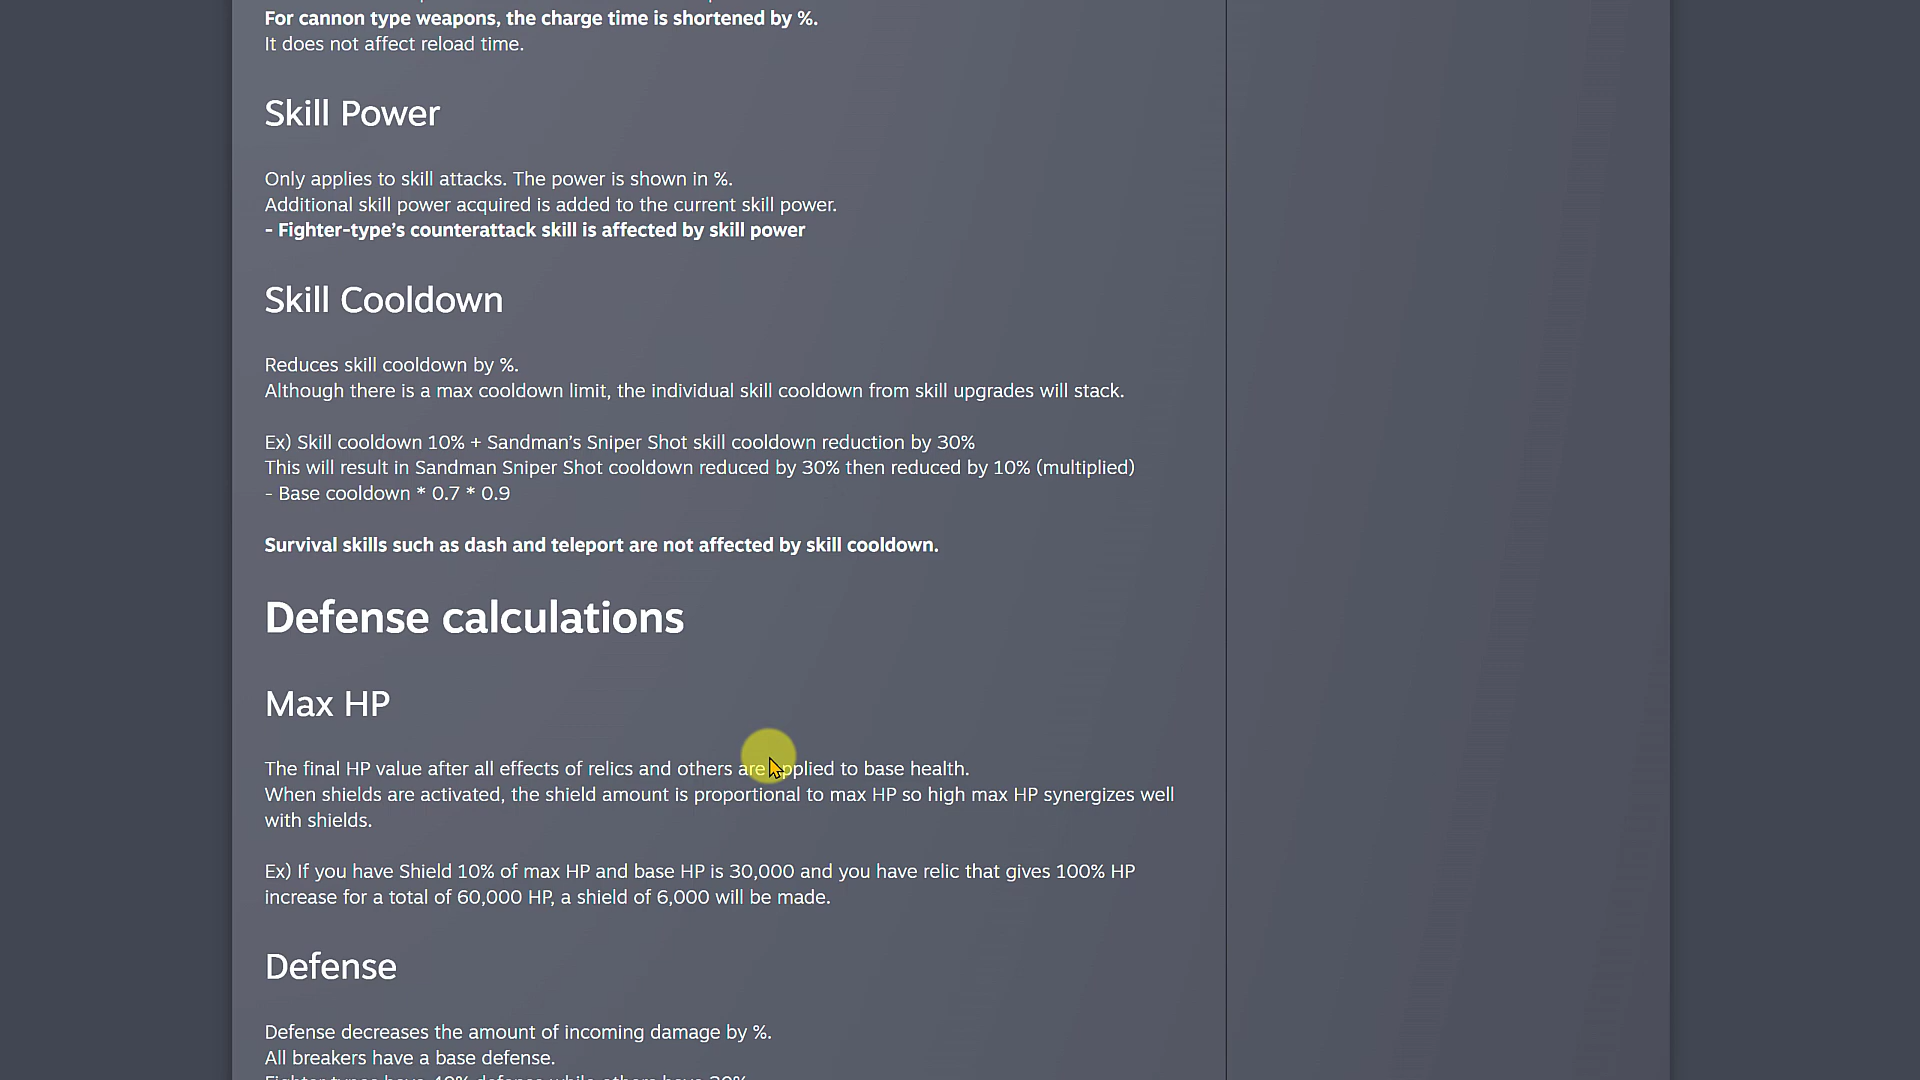 For cannon type weapons, the charge time is shortened by %.
It does not affect reload time.
Skill Power
Only applies to skill attacks. The power is shown in %.
Additional skill power acquired is added to the current skill power.
- Fighter-type’s counterattack skill is affected by skill power
Skill Cooldown
Reduces skill cooldown by %.
Although there is a max cooldown limit, the individual skill cooldown from skill upgrades will stack.
Ex) Skill cooldown 10% + Sandman’s Sniper Shot skill cooldown reduction by 30%
This will result in Sandman Sniper Shot cooldown reduced by 30% then reduced by 10% (multiplied)
- Base cooldown * 0.7 * 0.9
Survival skills such as dash and teleport are not affected by skill cooldown.
Defense calculations
Max HP
The final HP value after all effects of relics and others are applied to base health.
When shields are activated, the shield amount is proportional to max HP so high max HP synergizes well
with shields.
Ex) If you have Shield 10% of max HP and base HP is 30,000 and you have relic that gives 100% HP
increase for a total of 60,000 HP, a shield of 6,000 will be made.
Defense
Defense decreases the amount of incoming damage by %.
All breakers have a base defense.